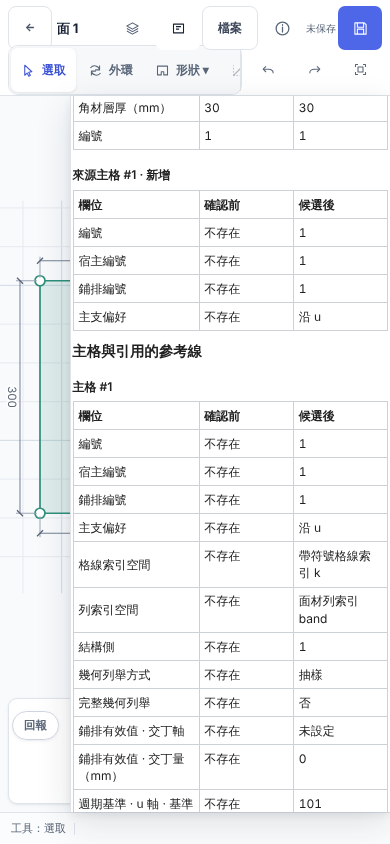 面 1
檔案
未保存
選取
外環
形狀 ▾
角材層厚（mm） 30 30
編號 1 1
來源主格 #1 · 新增
欄位 確認前 候選後
編號 不存在 1
宿主編號 不存在 1
鋪排編號 不存在 1
主支偏好 不存在 沿 u
主格與引用的參考線
主格 #1
欄位 確認前 候選後
編號 不存在 1
宿主編號 不存在 1
鋪排編號 不存在 1
主支偏好 不存在 沿 u
格線索引空間 不存在 帶符號格線索
引 k
列索引空間 不存在 面材列索引
band
結構側 不存在 1
幾何列舉方式 不存在 抽樣
完整幾何列舉 不存在 否
鋪排有效值 · 交丁軸 不存在 未設定
鋪排有效值 · 交丁量 不存在 0
（mm）
週期基準 · u 軸 · 基準 不存在 101
300
回報
工具：選取